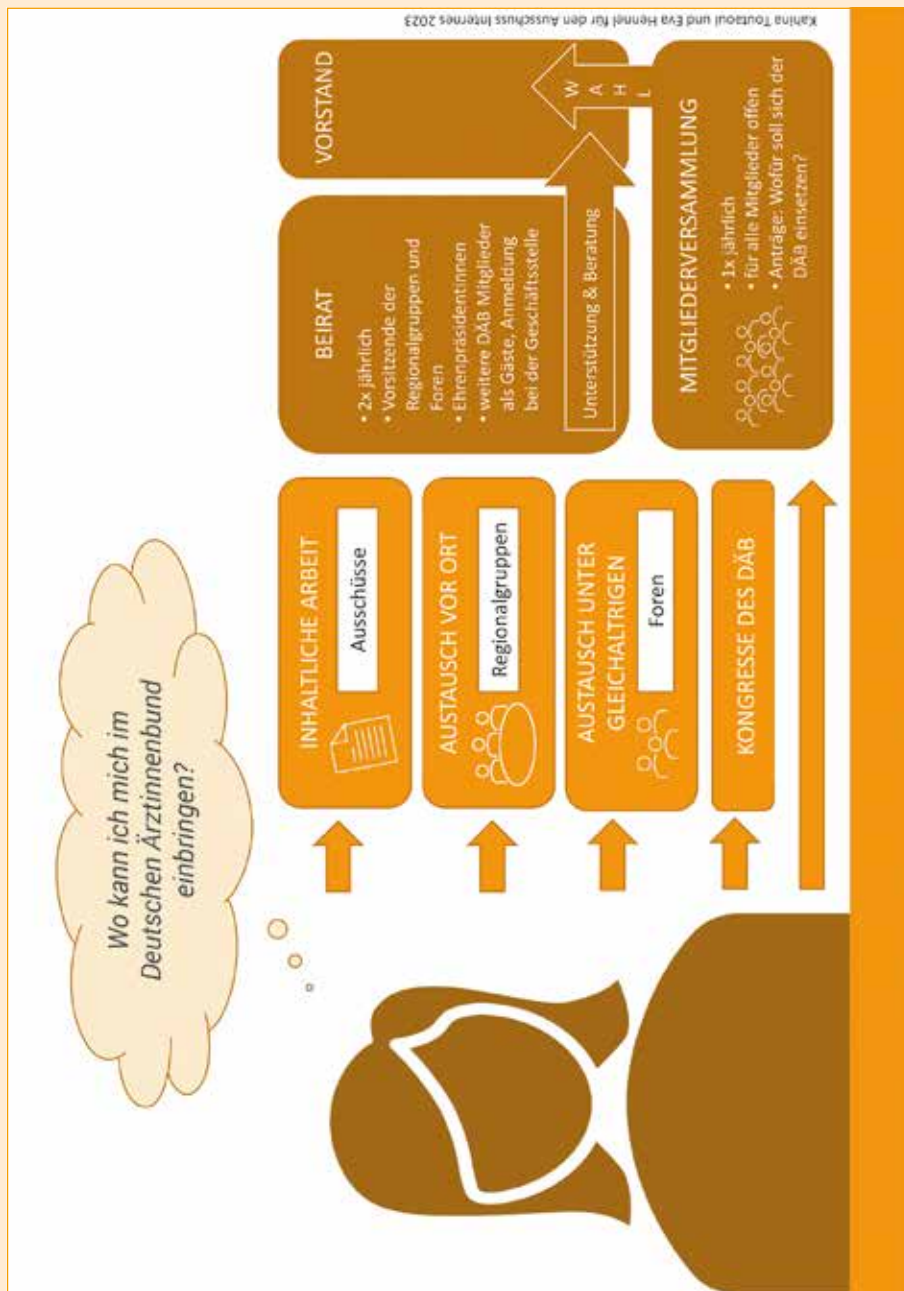 Wo kann ich mich im
Deutschen Ärztinnenbund
einbringen?
INHALTLICHE ARBEIT
Ausschüsse
AUSTAUSCH VOR ORT
Regionalgruppen
AUSTAUSCH UNTER
GLEICHALTRIGEN
Foren
KONGRESSE DES DÄB
BEIRAT
• 2x jährlich
• Vorsitzende der
Regionalgruppen und
Foren
• Ehrenpräsidentinnen
• weitere DÄB Mitglieder
als Gäste, Anmeldung
bei der Geschäftsstelle
Unterstützung & Beratung
VORSTAND
W
A
H
L
MITGLIEDERVERSAMMLUNG
• 1x jährlich
• für alle Mitglieder offen
• Anträge: Wofür soll sich der
DÄB einsetzen?
Kahina Toutaoui und Eva Hennel für den Ausschuss Internes 2023